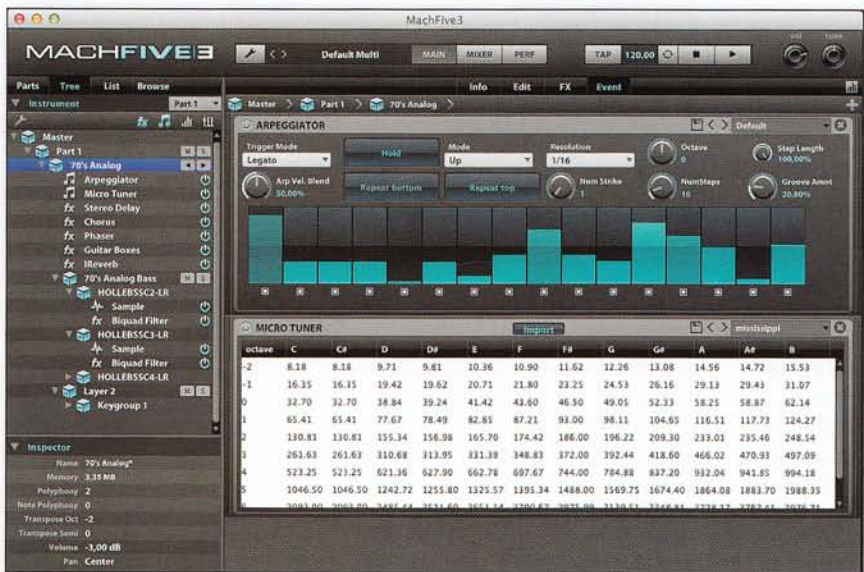 MachFive3
MACHFIVE3
Default Multi
MAIN MIXER PERF
TAP 120.00
vol tune
Parts Tree List Browse
Info Edit FX Event
Instrument Part 1
Master Part 1 70's Analog
Master
Part 1 M S
70's Analog
Arpeggiator
Micro Tuner
fx Stereo Delay
fx Chorus
fx Phaser
fx Guitar Boxes
fx IReverb
70's Analog Bass M S
HOLLEBSSC2-LR
Sample
fx Biquad Filter
HOLLEBSSC3-LR
Sample
fx Biquad Filter
HOLLEBSSC4-LR
Layer 2 M S
Keygroup 1
Inspector
Name 70's Analog*
Memory 3,35 MB
Polyphony 2
Note Polyphony 0
Transpose Oct -2
Transpose Semi 0
Volume -3,00 dB
Pan Center
ARPEGGIATOR Default
Trigger Mode Mode Resolution Octave Step Length
Legato Hold Up 1/16 0 100,00%
Arp Vel. Blend Repeat bottom Repeat top Num Strike NumSteps Groove Amnt
50,00% 1 16 20,80%
MICRO TUNER Import mississippi
octave C C# D D# E F F# G G# A A# B
-2 8.18 8.18 9.71 9.81 10.36 10.90 11.62 12.26 13.08 14.56 14.72 15.53
-1 16.35 16.35 19.42 19.62 20.71 21.80 23.25 24.53 26.16 29.13 29.43 31.07
0 32.70 32.70 38.84 39.24 41.42 43.60 46.50 49.05 52.33 58.25 58.87 62.14
1 65.41 65.41 77.67 78.49 82.85 87.21 93.00 98.11 104.65 116.51 117.73 124.27
2 130.81 130.81 155.34 156.98 165.70 174.42 186.00 196.22 209.30 233.01 235.46 248.54
3 261.63 261.63 310.68 313.95 331.39 348.83 372.00 392.44 418.60 466.02 470.93 497.09
4 523.25 523.25 621.36 627.90 662.78 697.67 744.00 784.88 837.20 932.04 941.85 994.18
5 1046.50 1046.50 1242.72 1255.80 1325.57 1395.34 1488.00 1569.75 1674.40 1864.08 1883.70 1988.35